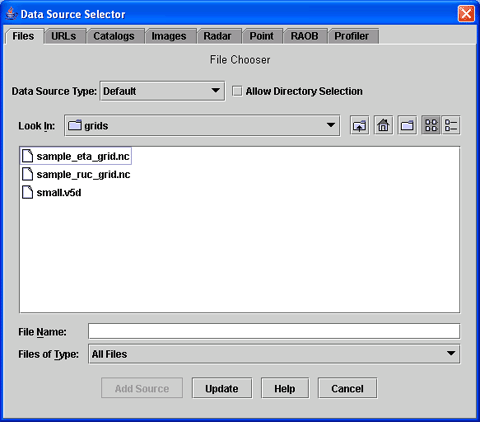 Data Source Selector
Files URLs Catalogs Images Radar Point RAOB Profiler
File Chooser
Data Source Type: Default Allow Directory Selection
Look In: grids
sample_eta_grid.nc
sample_ruc_grid.nc
small.v5d
File Name:
Files of Type: All Files
Add Source Update Help Cancel